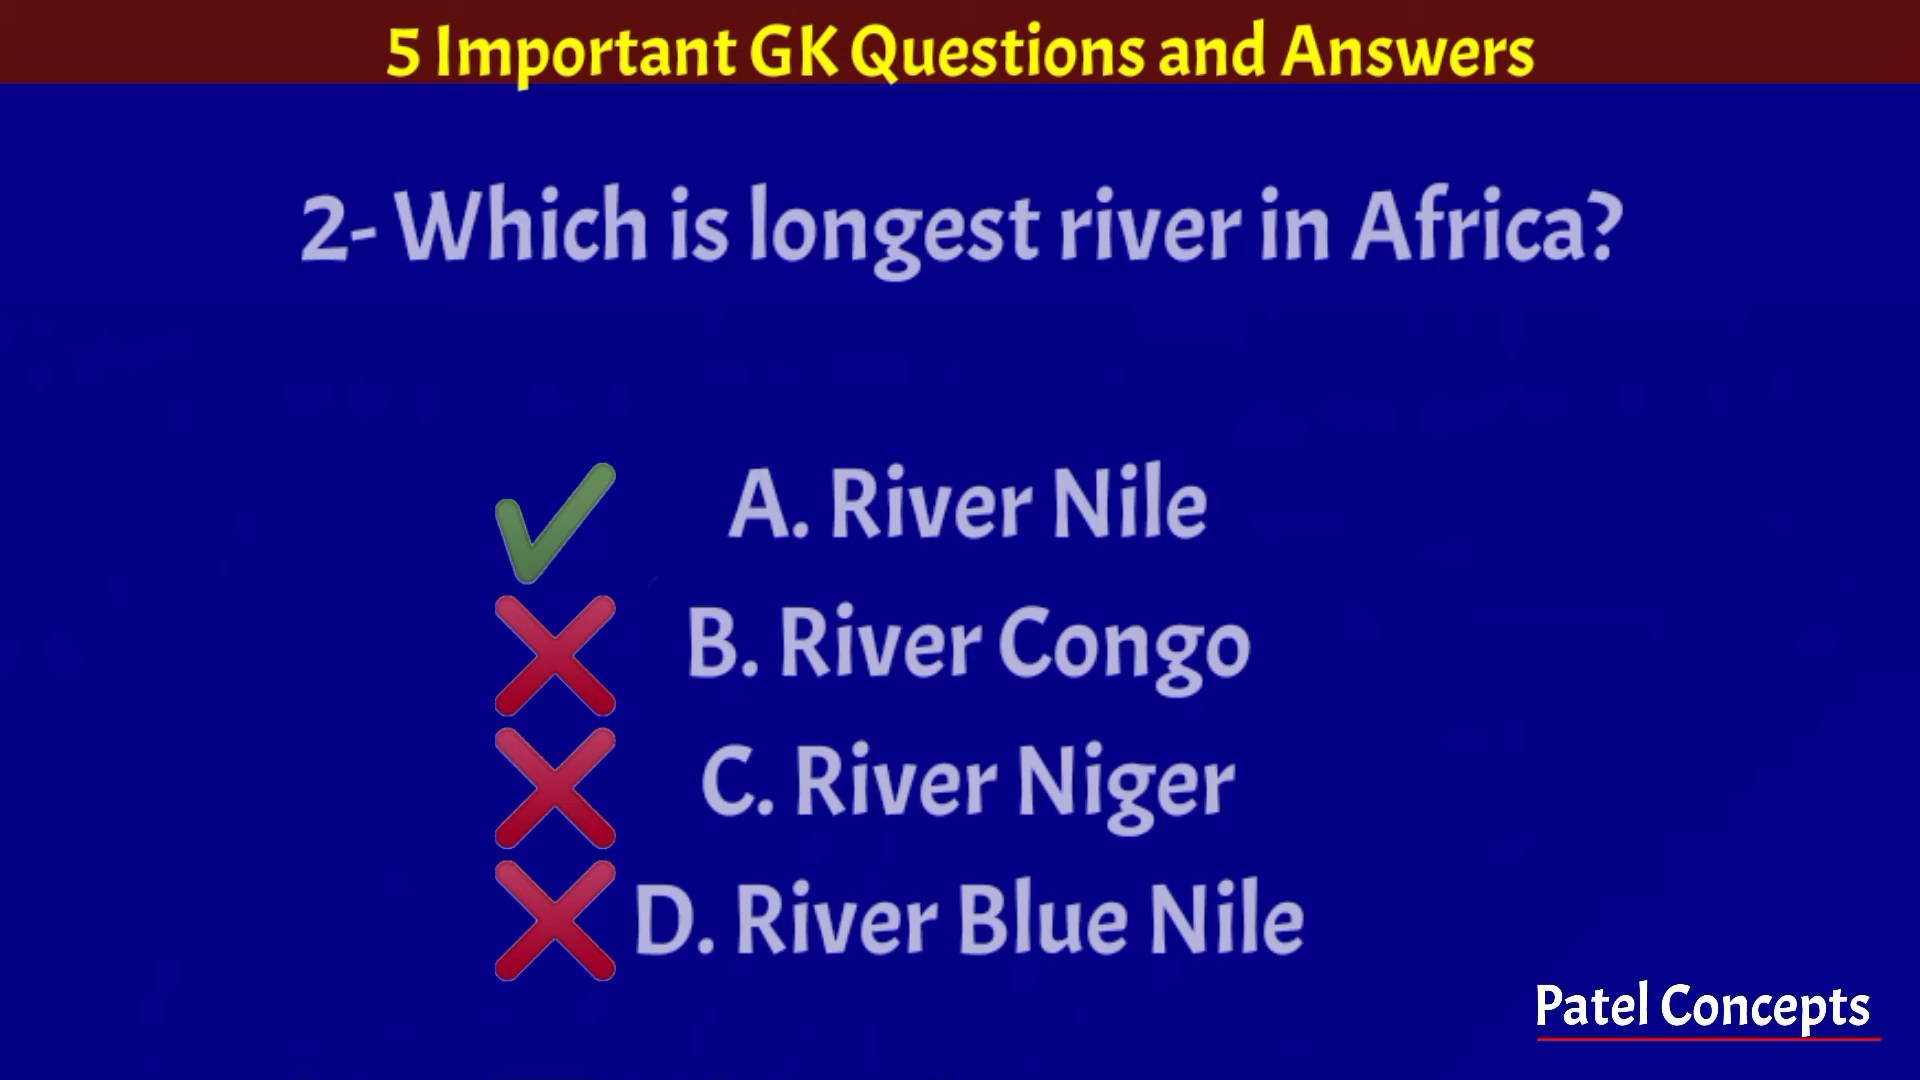 5 Important GK Questions and Answers
2- Which is longest river in Africa?
A. River Nile
B. River Congo
C. River Niger
D. River Blue Nile
Patel Concepts